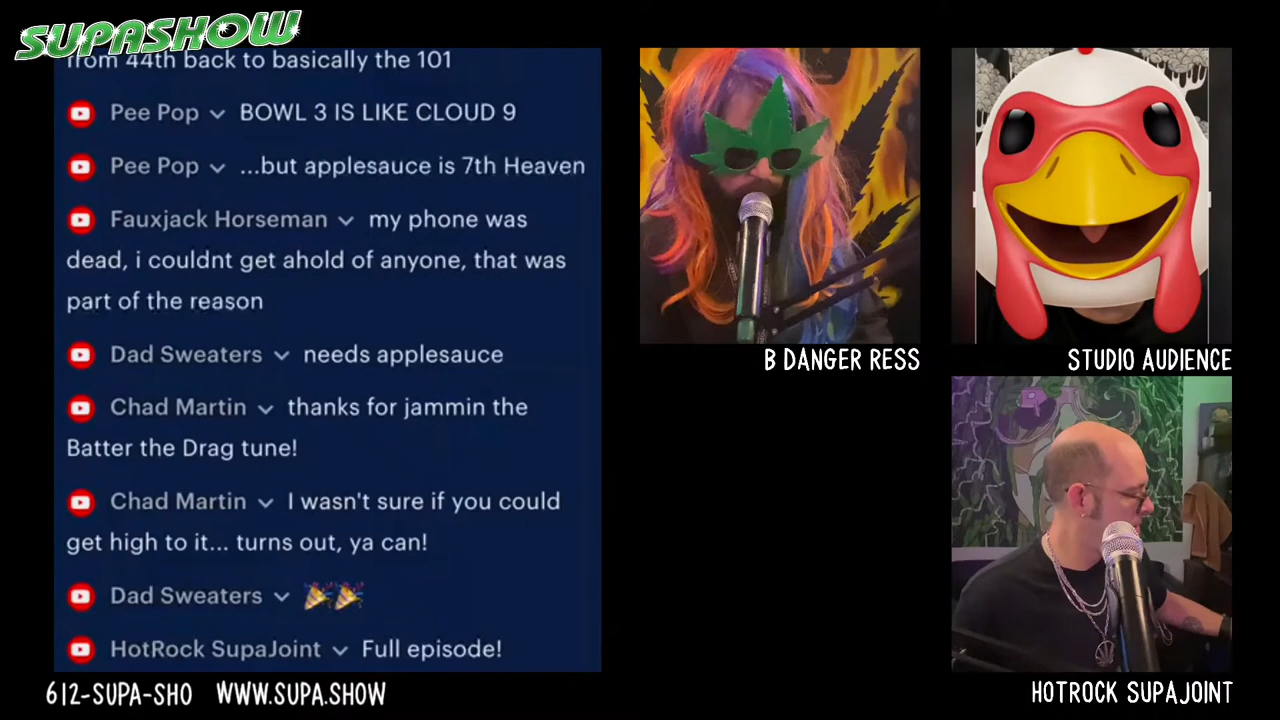 SUPASHOW
from 44th back to basically the 101
Pee Pop BOWL 3 IS LIKE CLOUD 9
Pee Pop ...but applesauce is 7th Heaven
Fauxjack Horseman my phone was
dead, i couldnt get ahold of anyone, that was
part of the reason
Dad Sweaters needs applesauce
Chad Martin thanks for jammin the
Batter the Drag tune!
Chad Martin I wasn't sure if you could
get high to it... turns out, ya can!
Dad Sweaters 🎉🎉
HotRock SupaJoint Full episode!
B DANGER RESS
STUDIO AUDIENCE
HOTROCK SUPAJOINT
612-SUPA-SHO WWW.SUPA.SHOW